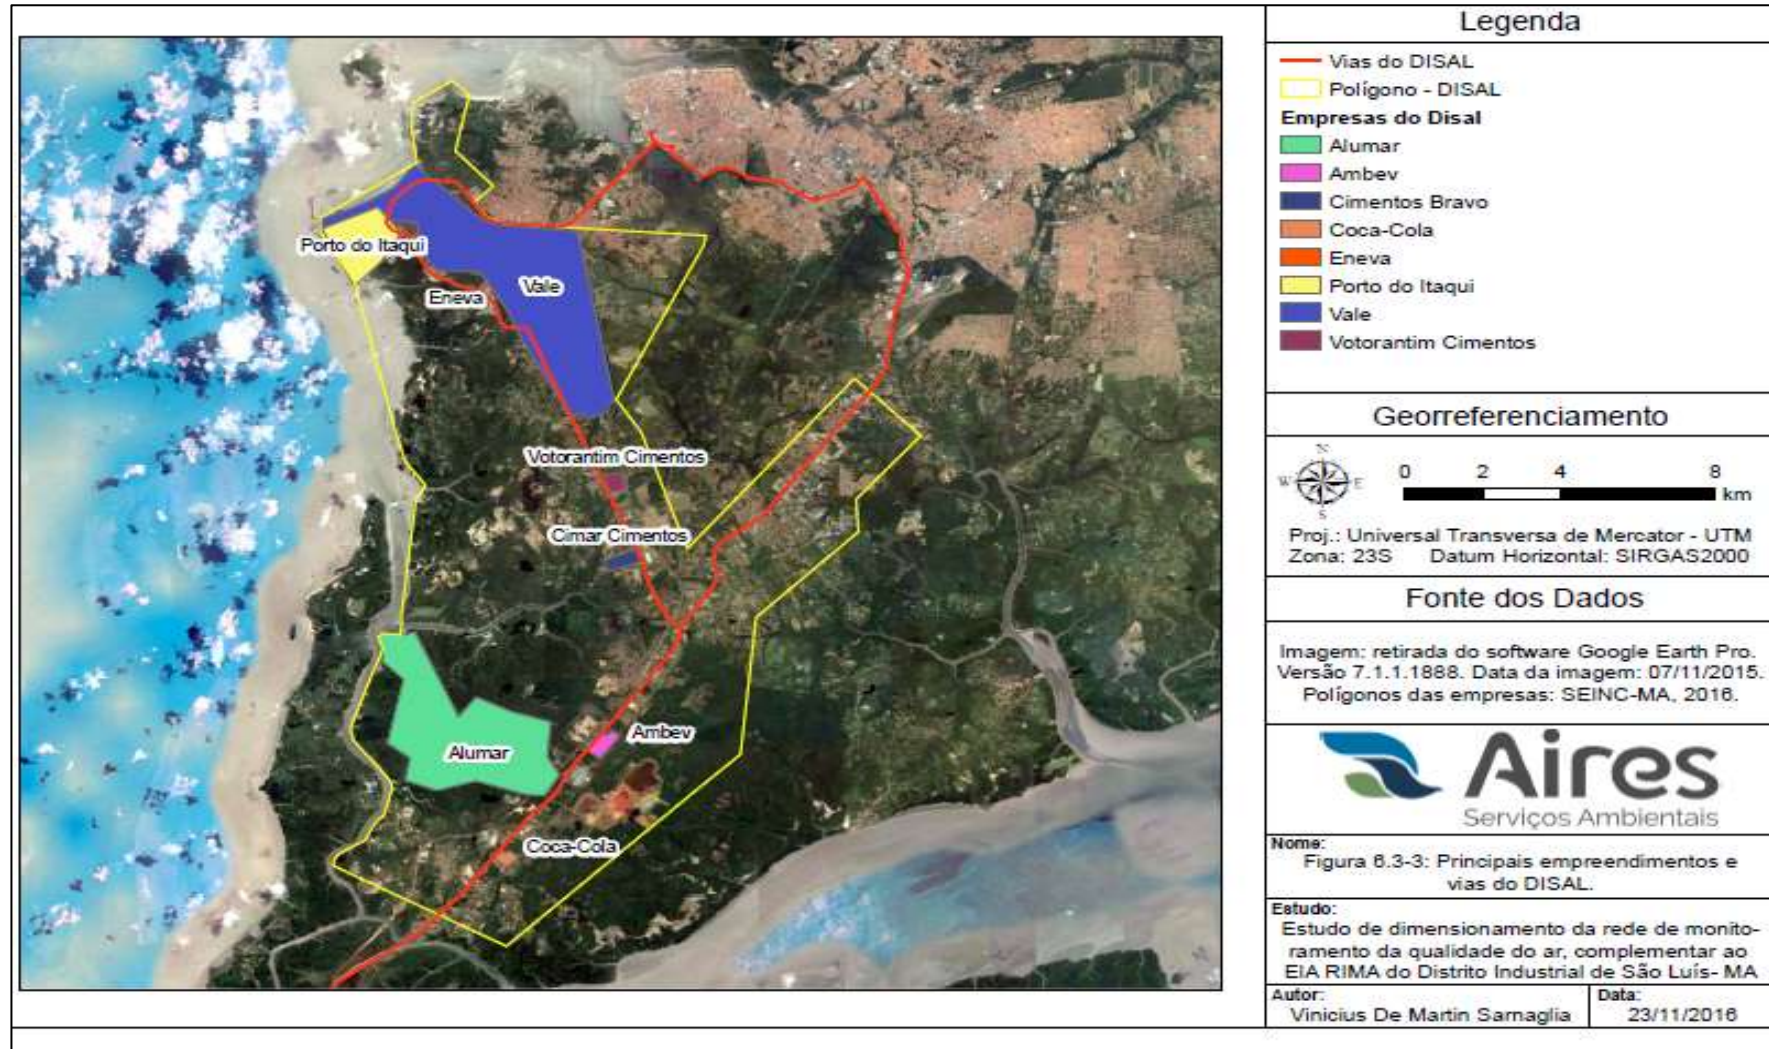 Porto do Itaqui
Eneva
Vale
Votorantim Cimentos
Cimar Cimentos
Alumar
Ambev
Coca-Cola
Legenda
Vias do DISAL
Polígono - DISAL
Empresas do Disal
Alumar
Ambev
Cimentos Bravo
Coca-Cola
Eneva
Porto do Itaqui
Vale
Votorantim Cimentos
Georreferenciamento
N
W E
S
0 2 4 8
km
Proj.: Universal Transversa de Mercator - UTM
Zona: 23S Datum Horizontal: SIRGAS2000
Fonte dos Dados
Imagem: retirada do software Google Earth Pro.
Versão 7.1.1.1888. Data da imagem: 07/11/2015.
Polígonos das empresas: SEINC-MA, 2016.
Aires
Serviços Ambientais
Nome:
Figura 6.3-3: Principais empreendimentos e
vias do DISAL.
Estudo:
Estudo de dimensionamento da rede de monito-
ramento da qualidade do ar, complementar ao
EIA RIMA do Distrito Industrial de São Luís- MA
Autor:
Vinicius De Martin Sarnaglia
Data:
23/11/2016